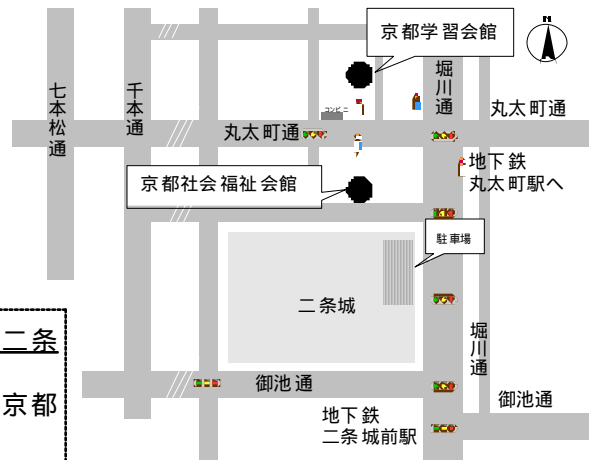 N
京都学習会館
七本松通
千本通
堀川通
コンビニ
丸太町通
丸太町通
地下鉄
丸太町駅へ
京都社会福祉会館
駐車場
二条城
二条
京都
堀川通
御池通
御池通
地下鉄
二条城前駅